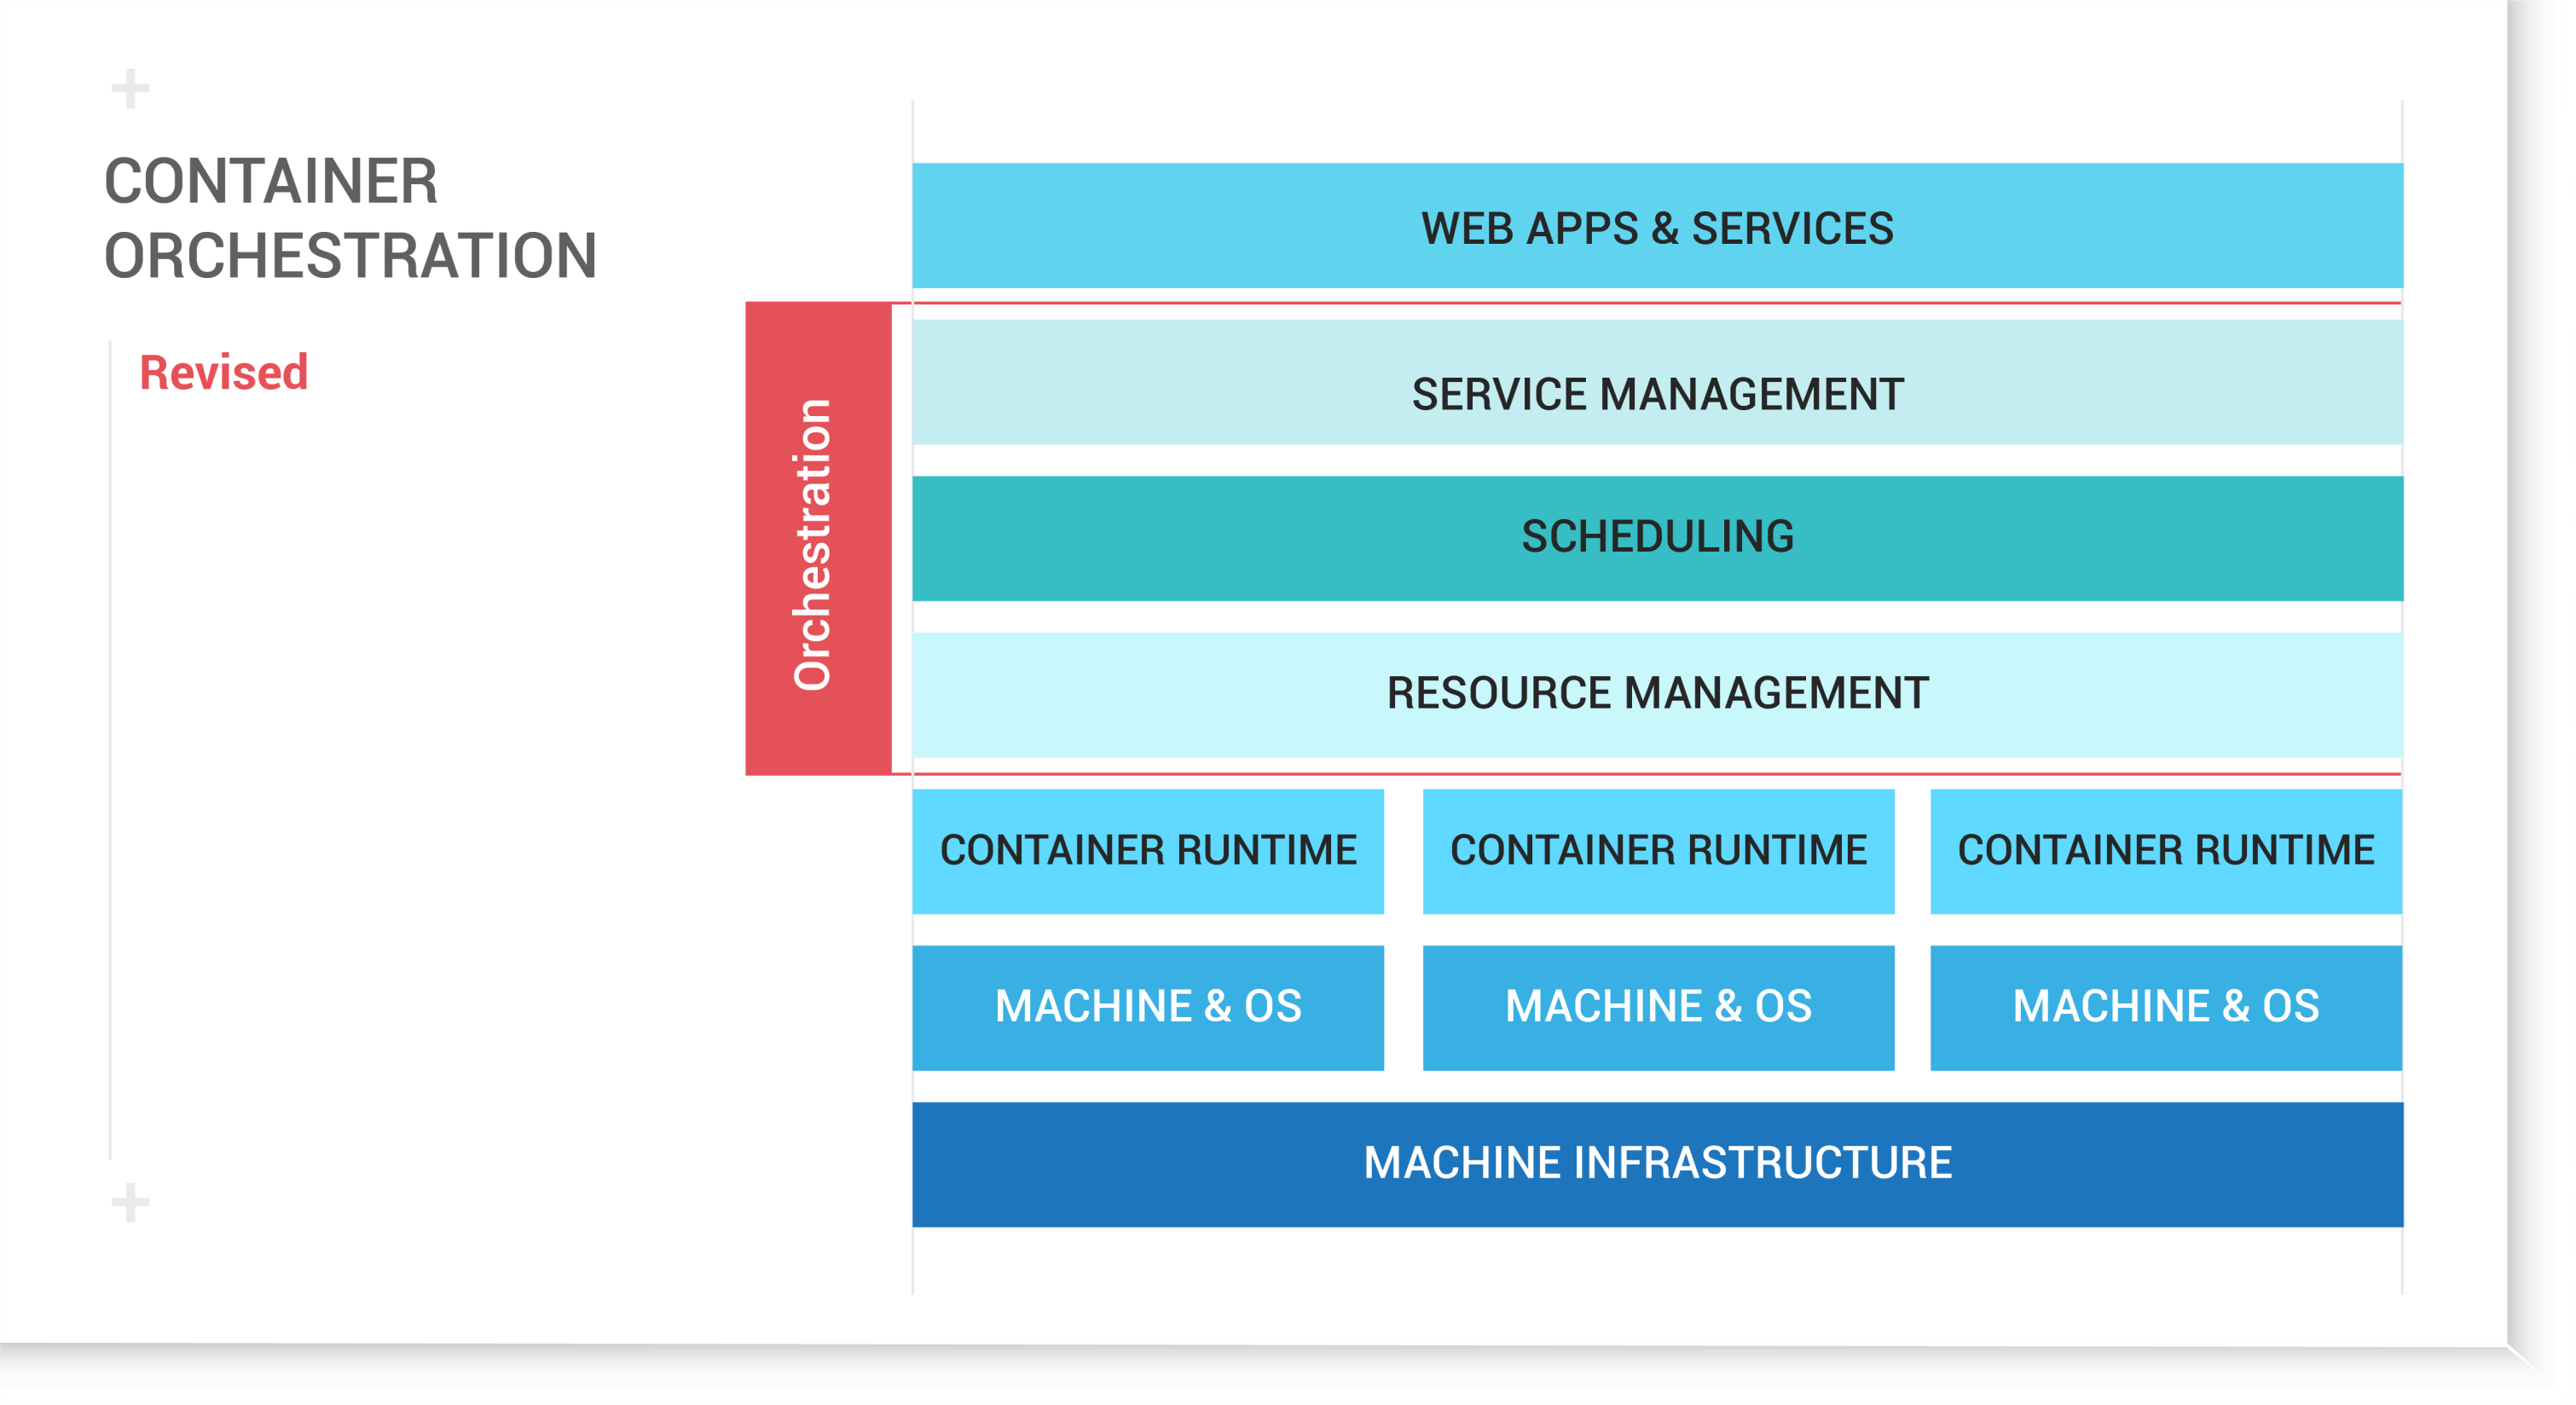 CONTAINER
ORCHESTRATION
Revised
WEB APPS & SERVICES
Orchestration
SERVICE MANAGEMENT
SCHEDULING
RESOURCE MANAGEMENT
CONTAINER RUNTIME CONTAINER RUNTIME CONTAINER RUNTIME
MACHINE & OS MACHINE & OS MACHINE & OS
MACHINE INFRASTRUCTURE